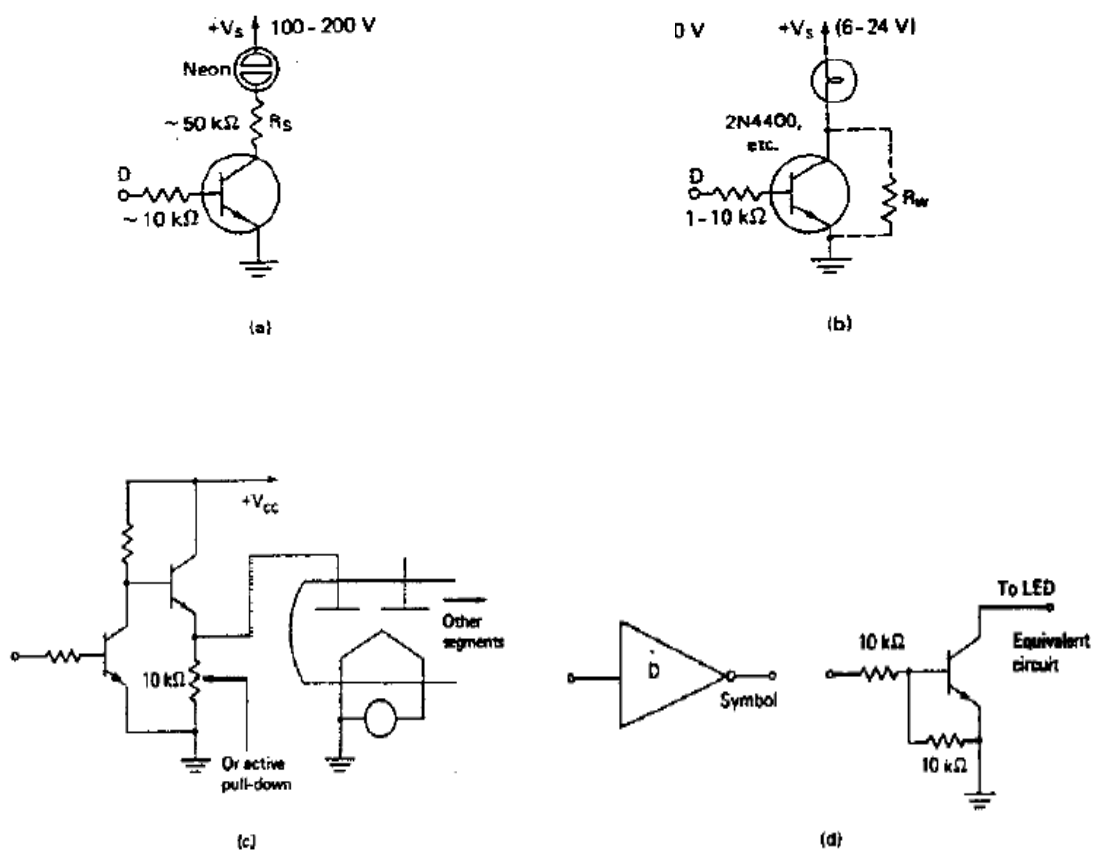 +Vs 100-200 V
Neon
~50 kΩ Rs
D
~10 kΩ
(a)
0 V +Vs (6-24 V)
2N4400,
etc.
D
1-10 kΩ
Rw
(b)
+Vcc
10 kΩ
Or active
pull-down
Other
segments
(c)
D
Symbol
To LED
10 kΩ
Equivalent
circuit
10 kΩ
(d)